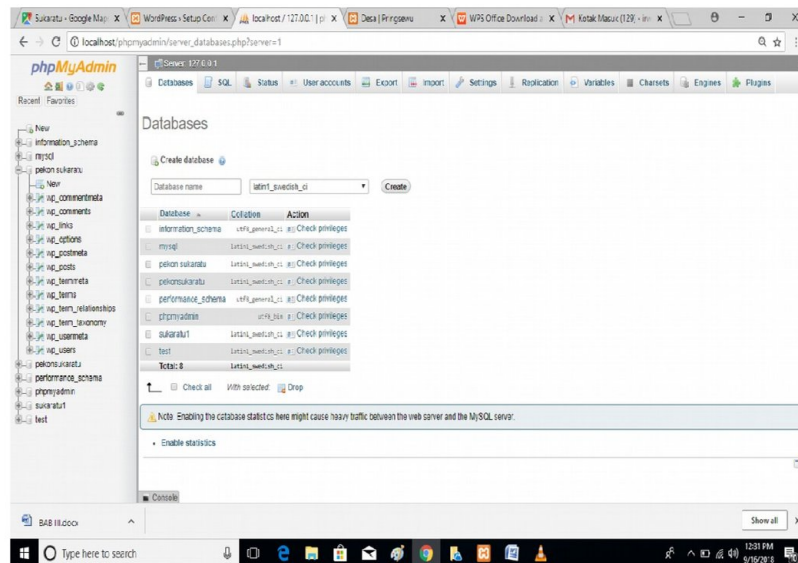 Sukaratu - Google Map
WordPress › Setup Con
localhost / 127.0.0.1 | p
Desa | Pringsewu
WPS Office Download
Kotak Masuk (129)
localhost/phpmyadmin/server_databases.php?server=1
phpMyAdmin
Recent Favorites
New
information_schema
mysql
pekon sukaratu
New
wp_commentmeta
wp_comments
wp_links
wp_options
wp_postmeta
wp_posts
wp_termmeta
wp_terms
wp_term_relationships
wp_term_taxonomy
wp_usermeta
wp_users
pekonsukaratu
performance_schema
phpmyadmin
sukaratu1
test
Server: 127.0.0.1
Databases SQL Status User accounts Export Import Settings Replication Variables Charsets Engines Plugins
Databases
Create database
Database name latin1_swedish_ci Create
Database Collation Action
information_schema utf8_general_ci Check privileges
mysql latin1_swedish_ci Check privileges
pekon sukaratu latin1_swedish_ci Check privileges
pekonsukaratu latin1_swedish_ci Check privileges
performance_schema utf8_general_ci Check privileges
phpmyadmin utf8_bin Check privileges
sukaratu1 latin1_swedish_ci Check privileges
test latin1_swedish_ci Check privileges
Total: 8 latin1_swedish_ci
Check all With selected: Drop
Note: Enabling the database statistics here might cause heavy traffic between the web server and the MySQL server.
Enable statistics
Console
BAB III.docx
Show all
Type here to search
12:31 PM
9/15/2018